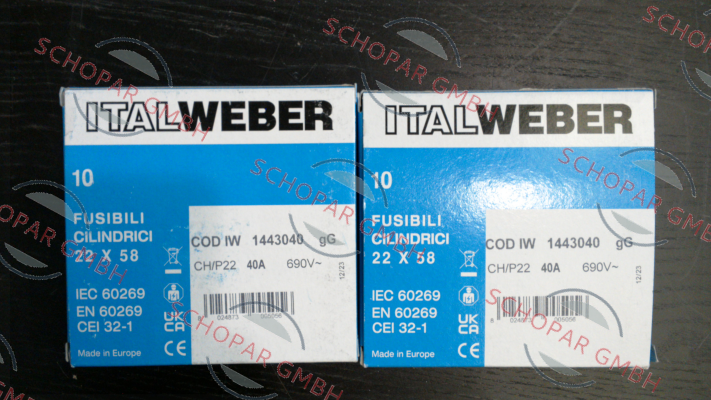 ITALWEBER
10
FUSIBILI
CILINDRICI
22 X 58
COD IW 1443040 gG
CH/P22 40A 690V~
12/23
IEC 60269
EN 60269
CEI 32-1
UK
CA
CE
Made in Europe
ITALWEBER
10
FUSIBILI
CILINDRICI
22 X 58
COD IW 1443040 gG
CH/P22 40A 690V~
12/23
IEC 60269
EN 60269
CEI 32-1
UK
CA
CE
Made in Europe
SCHOPAR GMBH
SCHOPAR GMBH
SCHOPAR GMBH
SCHOPAR GMBH
SCHOPAR GMBH
SCHOPAR GMBH
SCHOPAR GMBH